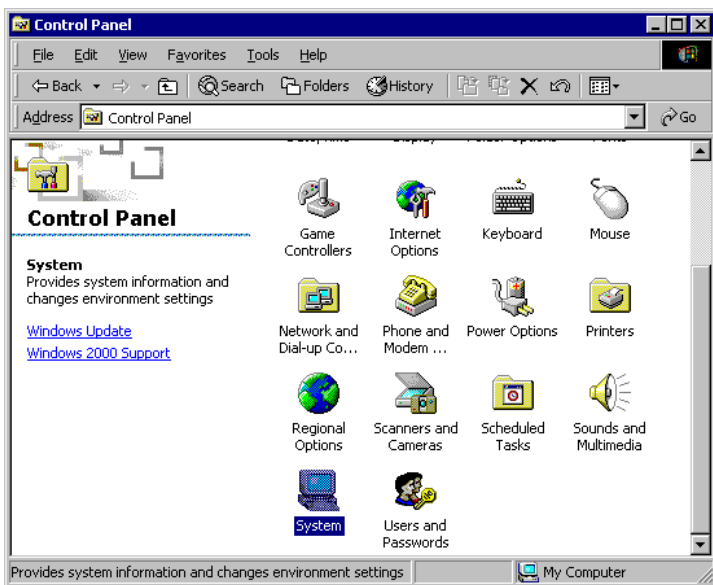 Control Panel
File Edit View Favorites Tools Help
Back Search Folders History
Address Control Panel Go
Control Panel
System
Provides system information and
changes environment settings
Windows Update
Windows 2000 Support
Game
Controllers
Internet
Options
Keyboard
Mouse
Network and
Dial-up Co...
Phone and
Modem ...
Power Options
Printers
Regional
Options
Scanners and
Cameras
Scheduled
Tasks
Sounds and
Multimedia
System
Users and
Passwords
Provides system information and changes environment settings My Computer